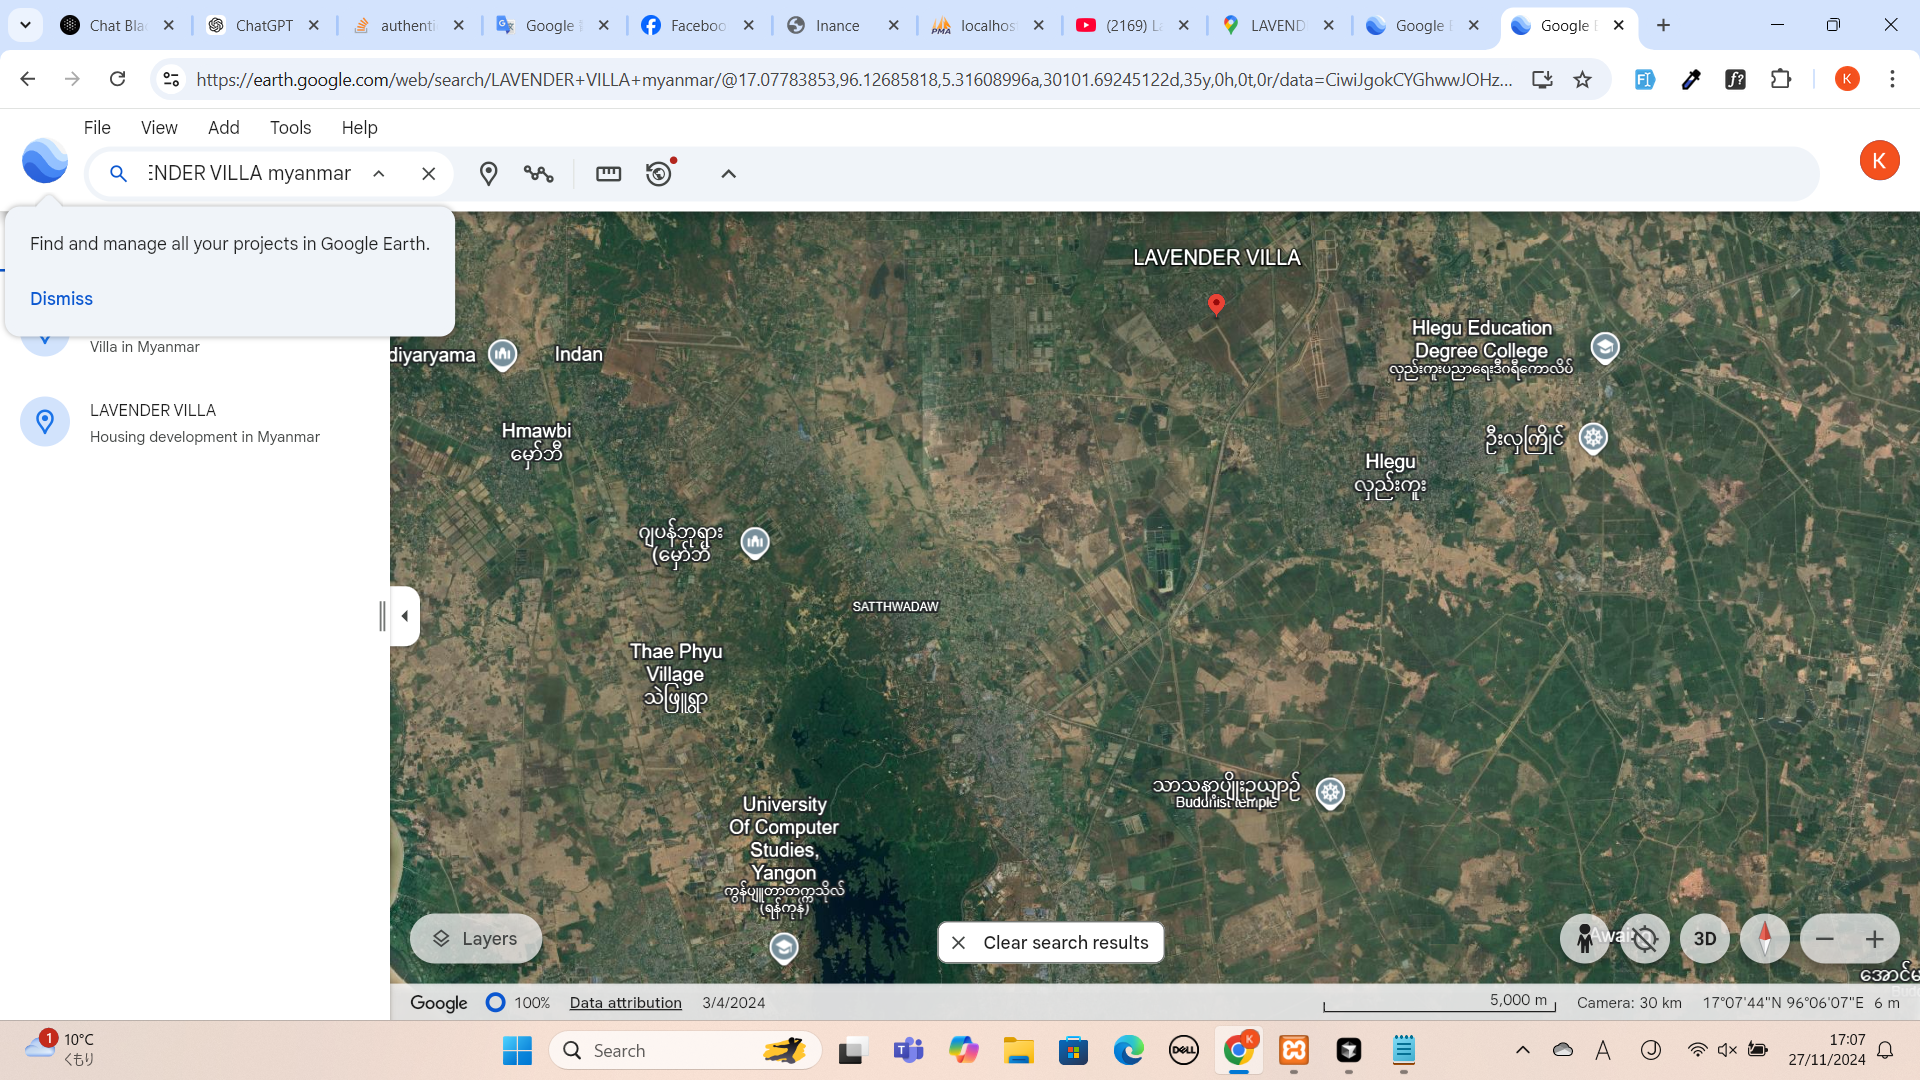 Chat Bla
ChatGPT
authenti
Google
Faceboo
Inance
localhos
(2169) La
LAVEND
Google E
Google E
https://earth.google.com/web/search/LAVENDER+VILLA+myanmar/@17.07783853,96.12685818,5.31608996a,30101.69245122d,35y,0h,0t,0r/data=CiwiJgokCYGhwwJOHz...
K
File View Add Tools Help
ENDER VILLA myanmar
K
Find and manage all your projects in Google Earth.
Dismiss
Villa in Myanmar
LAVENDER VILLA
Housing development in Myanmar
LAVENDER VILLA
Hlegu Education
Degree College
လှည်းကူးပညာရေးဒီဂရီကောလိပ်
diyaryama
Indan
Hmawbi
မှော်ဘီ
ဦးလှကြိုင်
Hlegu
လှည်းကူး
ဂျပန်ဘုရား
(မှော်ဘီ
SATTHWADAW
Thae Phyu
Village
သဲဖြူရွာ
သာသနာ့ပျိုးဥယျာဉ်
Buddhist temple
University
Of Computer
Studies,
Yangon
ကွန်ပျူတာတက္ကသိုလ်
(ရန်ကုန်)
Layers
Clear search results
3D
Google 100% Data attribution 3/4/2024
5,000 m Camera: 30 km 17°07'44"N 96°06'07"E 6 m
1
10°C
くもり
Search
DELL
K
A
J
17:07
27/11/2024